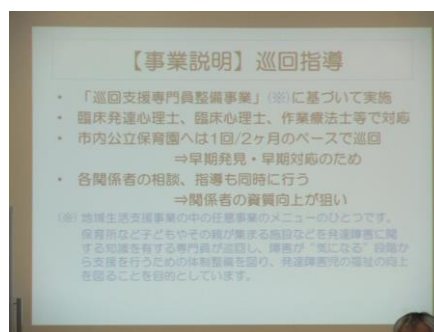 【事業説明】巡回指導
・ 「巡回支援専門員整備事業」(※)に基づいて実施
・ 臨床発達心理士、臨床心理士、作業療法士等で対応
・ 市内公立保育園へは1回/2ヶ月のペースで巡回
⇒早期発見・早期対応のため
・ 各関係者の相談、指導も同時に行う
⇒関係者の資質向上が狙い
(※) 地域生活支援事業の中の任意事業のメニューのひとつです。
保育所など子どもやその親が集まる施設などを発達障害に関
する知識を有する専門員が巡回し、障害が“気になる”段階か
ら支援を行うための体制整備を図り、発達障害児の福祉の向上
を図ることを目的としています。